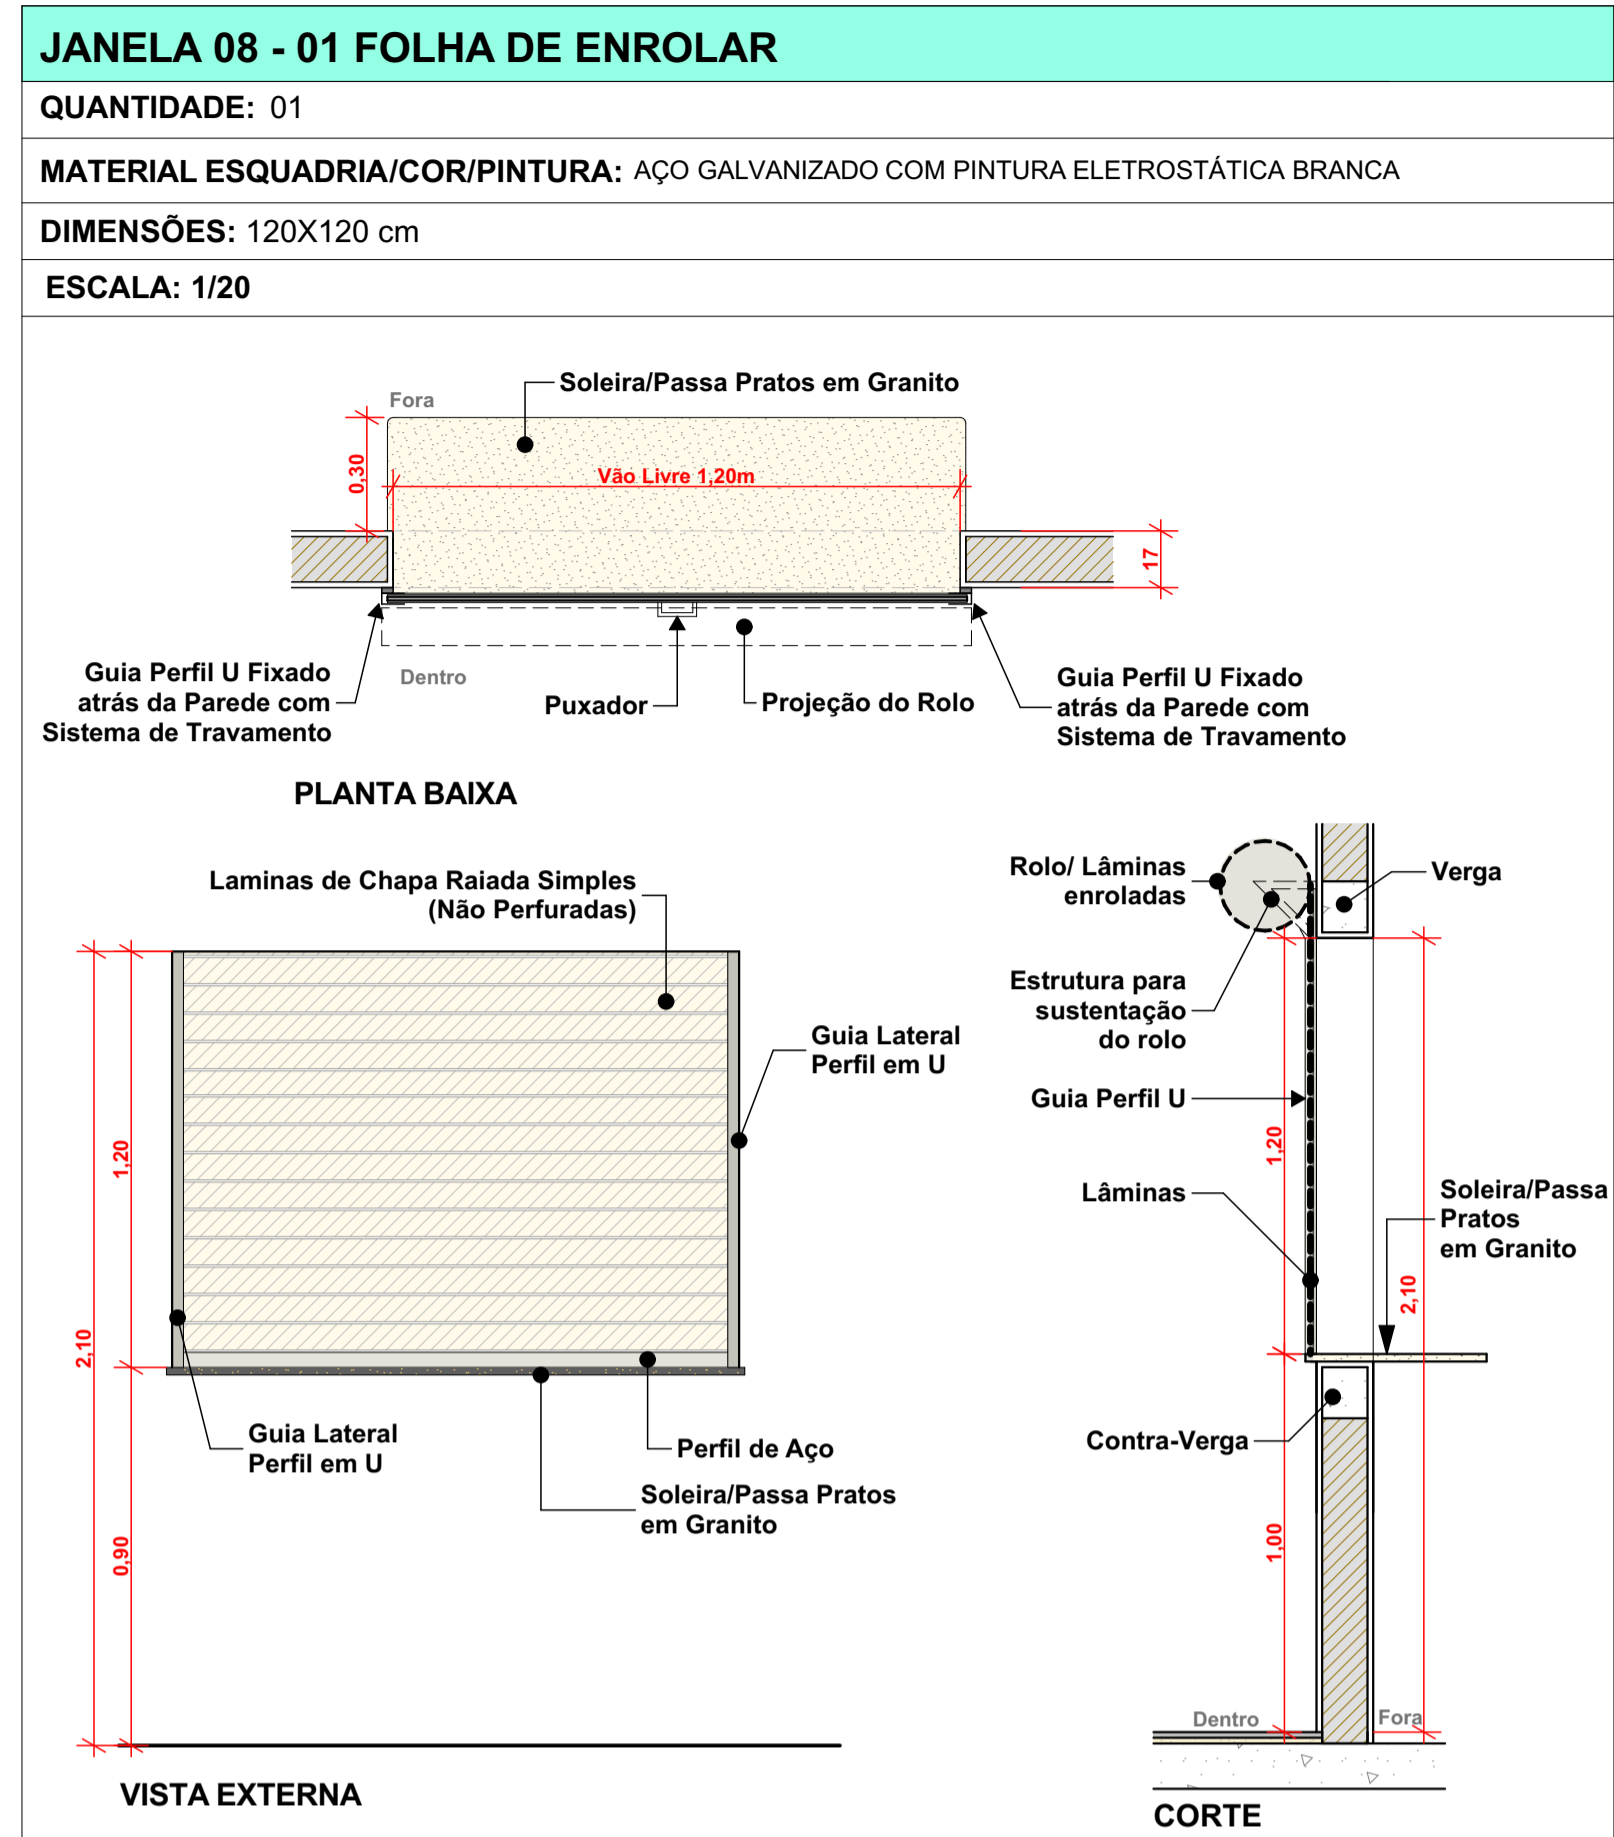 JANELA 08 - 01 FOLHA DE ENROLAR
QUANTIDADE: 01
MATERIAL ESQUADRIA/COR/PINTURA: AÇO GALVANIZADO COM PINTURA ELETROSTÁTICA BRANCA
DIMENSÕES: 120X120 cm
ESCALA: 1/20
Soleira/Passa Pratos em Granito
Fora
0,30
Vão Livre 1,20m
17
Guia Perfil U Fixado
atrás da Parede com
Sistema de Travamento
Dentro
Puxador
Projeção do Rolo
Guia Perfil U Fixado
atrás da Parede com
Sistema de Travamento
PLANTA BAIXA
Laminas de Chapa Raiada Simples
(Não Perfuradas)
Guia Lateral
Perfil em U
1,20
2,10
0,90
Guia Lateral
Perfil em U
Perfil de Aço
Soleira/Passa Pratos
em Granito
VISTA EXTERNA
Rolo/ Lâminas
enroladas
Verga
Estrutura para
sustentação
do rolo
Guia Perfil U
1,20
Lâminas
Soleira/Passa
Pratos
em Granito
2,10
Contra-Verga
1,00
Dentro
Fora
CORTE